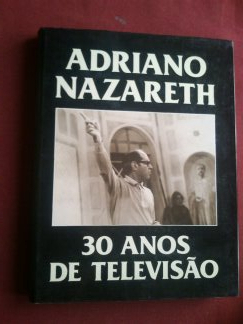 ADRIANO
NAZARETH
30 ANOS
DE TELEVISÃO